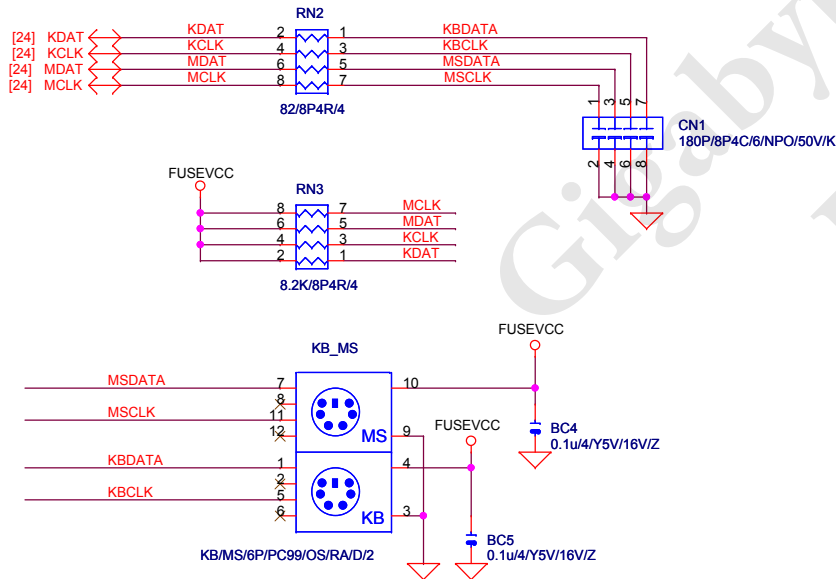 RN2
[24] KDAT KDAT 2 1 KBDATA
[24] KCLK KCLK 4 3 KBCLK
[24] MDAT MDAT 6 5 MSDATA
[24] MCLK MCLK 8 7 MSCLK
82/8P4R/4
1 3 5 7
CN1
180P/8P4C/6/NPO/50V/K
2 4 6 8
FUSEVCC
RN3
8 7 MCLK
6 5 MDAT
4 3 KCLK
2 1 KDAT
8.2K/8P4R/4
Gigaby
FUSEVCC
KB_MS
MSDATA 7 10
8
MSCLK 11
12 MS 9
FUSEVCC
BC4
0.1u/4/Y5V/16V/Z
KBDATA 1 4
2
KBCLK 5
6 KB 3
BC5
0.1u/4/Y5V/16V/Z
KB/MS/6P/PC99/OS/RA/D/2